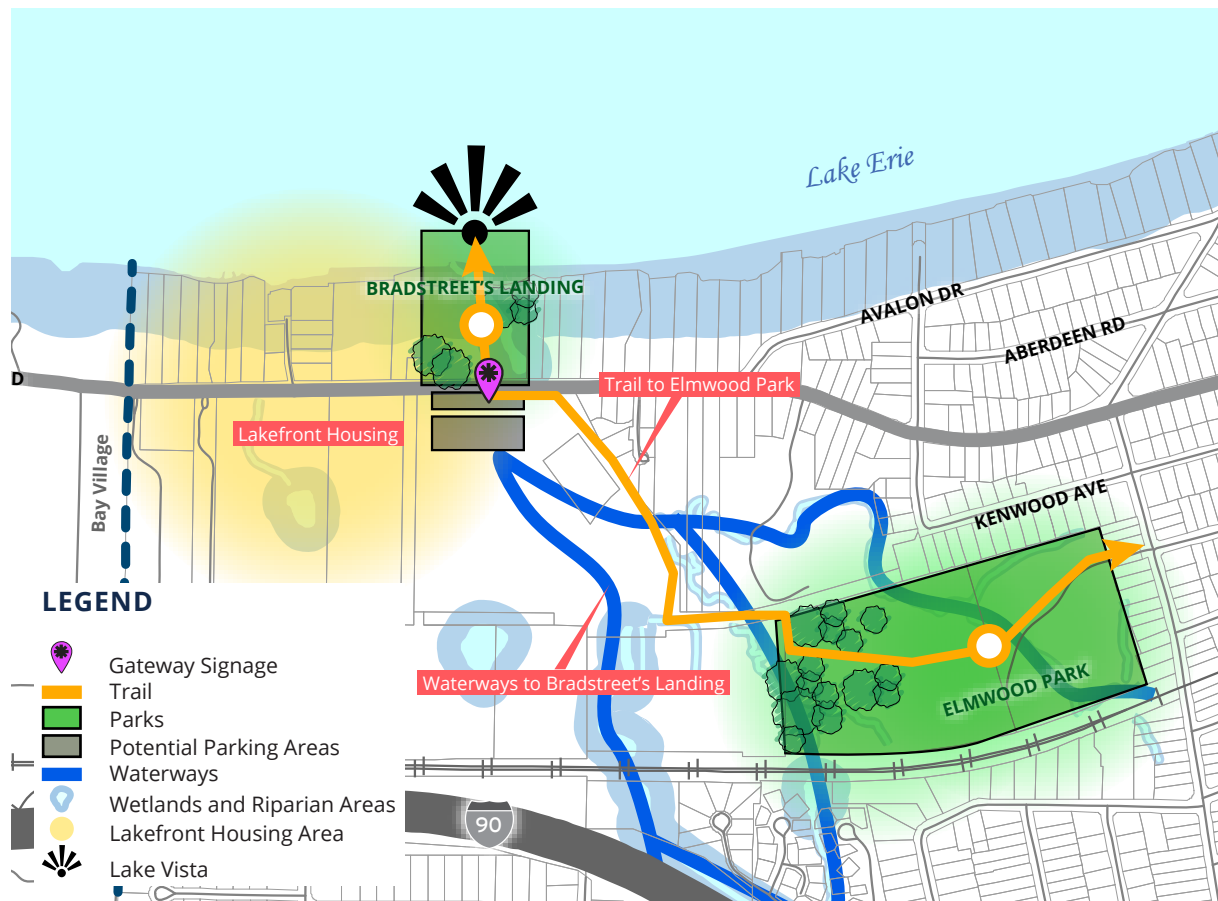 Lake Erie
BRADSTREET'S LANDING
AVALON DR
ABERDEEN RD
D
Trail to Elmwood Park
Lakefront Housing
Bay Village
KENWOOD AVE
LEGEND
Gateway Signage
Trail
Parks
Potential Parking Areas
Waterways
Wetlands and Riparian Areas
Lakefront Housing Area
Lake Vista
Waterways to Bradstreet's Landing
ELMWOOD PARK
90